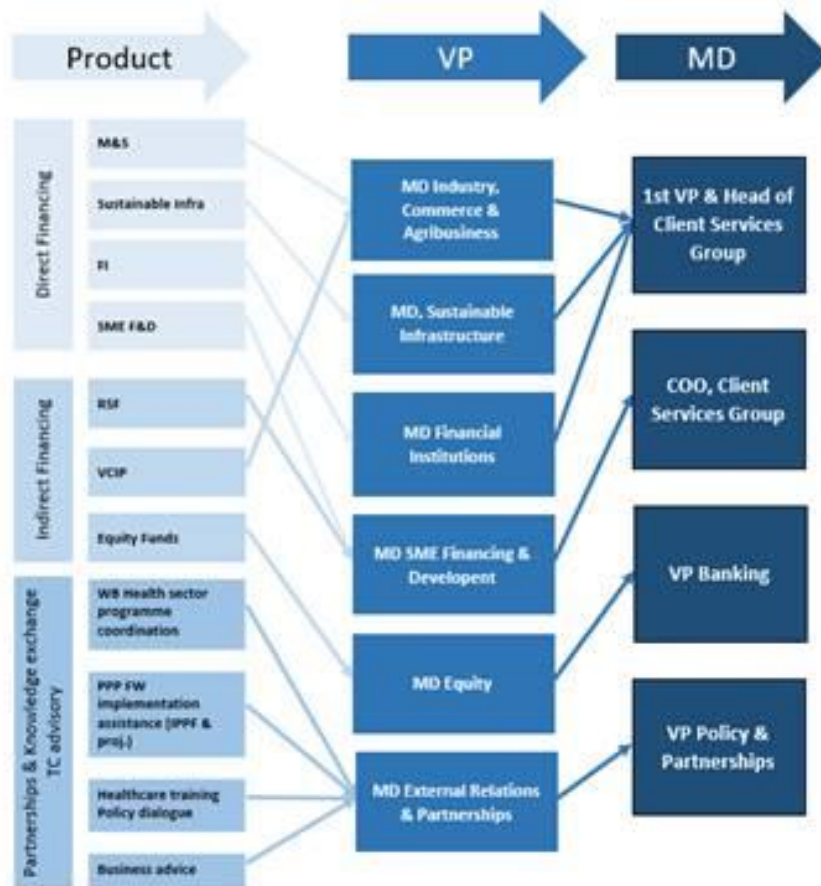 Product
VP
MD
Direct Financing
M&S
Sustainable Infra
FI
SME F&D
Indirect Financing
RSF
VCIP
Equity Funds
Partnerships & Knowledge exchange
TC advisory
WB Health sector
programme
coordination
PPP FW
implementation
assistance (IPPF &
proj.)
Healthcare training
Policy dialogue
Business advice
MD Industry,
Commerce &
Agribusiness
MD, Sustainable
Infrastructure
MD Financial
Institutions
MD SME Financing &
Developent
MD Equity
MD External Relations
& Partnerships
1st VP & Head of
Client Services
Group
COO, Client
Services Group
VP Banking
VP Policy &
Partnerships